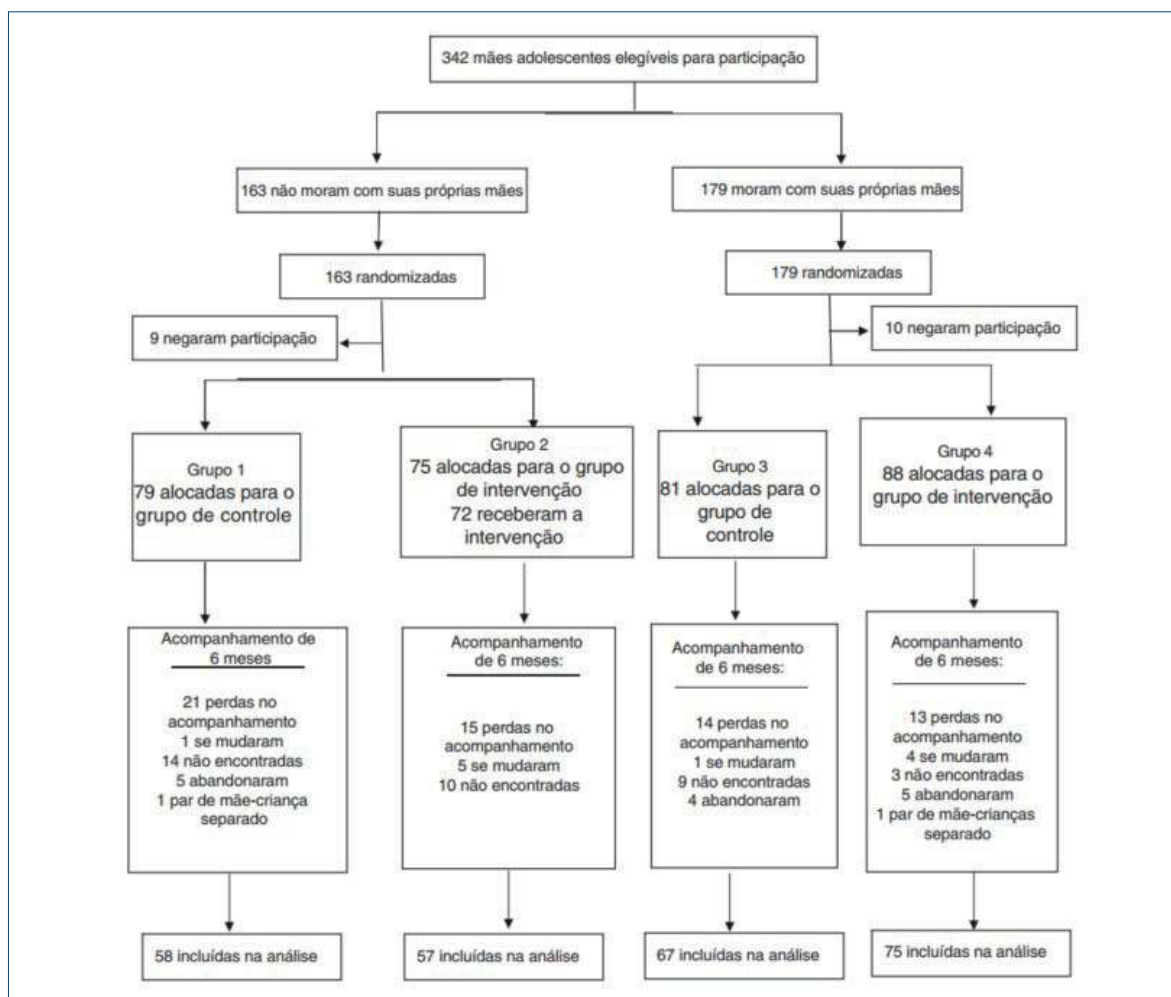 342 mães adolescentes elegíveis para participação
163 não moram com suas próprias mães
179 moram com suas próprias mães
163 randomizadas
179 randomizadas
9 negaram participação
10 negaram participação
Grupo 1
79 alocadas para o
grupo de controle
Grupo 2
75 alocadas para o grupo
de intervenção
72 receberam a
intervenção
Grupo 3
81 alocadas para o
grupo de
controle
Grupo 4
88 alocadas para o
grupo de intervenção
Acompanhamento de
6 meses
21 perdas no
acompanhamento
1 se mudaram
14 não encontradas
5 abandonaram
1 par de mãe-criança
separado
Acompanhamento
de 6 meses:
15 perdas no
acompanhamento
5 se mudaram
10 não encontradas
Acompanhamento
de 6 meses:
14 perdas no
acompanhamento
1 se mudaram
9 não encontradas
4 abandonaram
Acompanhamento
de 6 meses:
13 perdas no
acompanhamento
4 se mudaram
3 não encontradas
5 abandonaram
1 par de mãe-crianças
separado
58 incluídas na análise
57 incluídas na análise
67 incluídas na análise
75 incluídas na análise